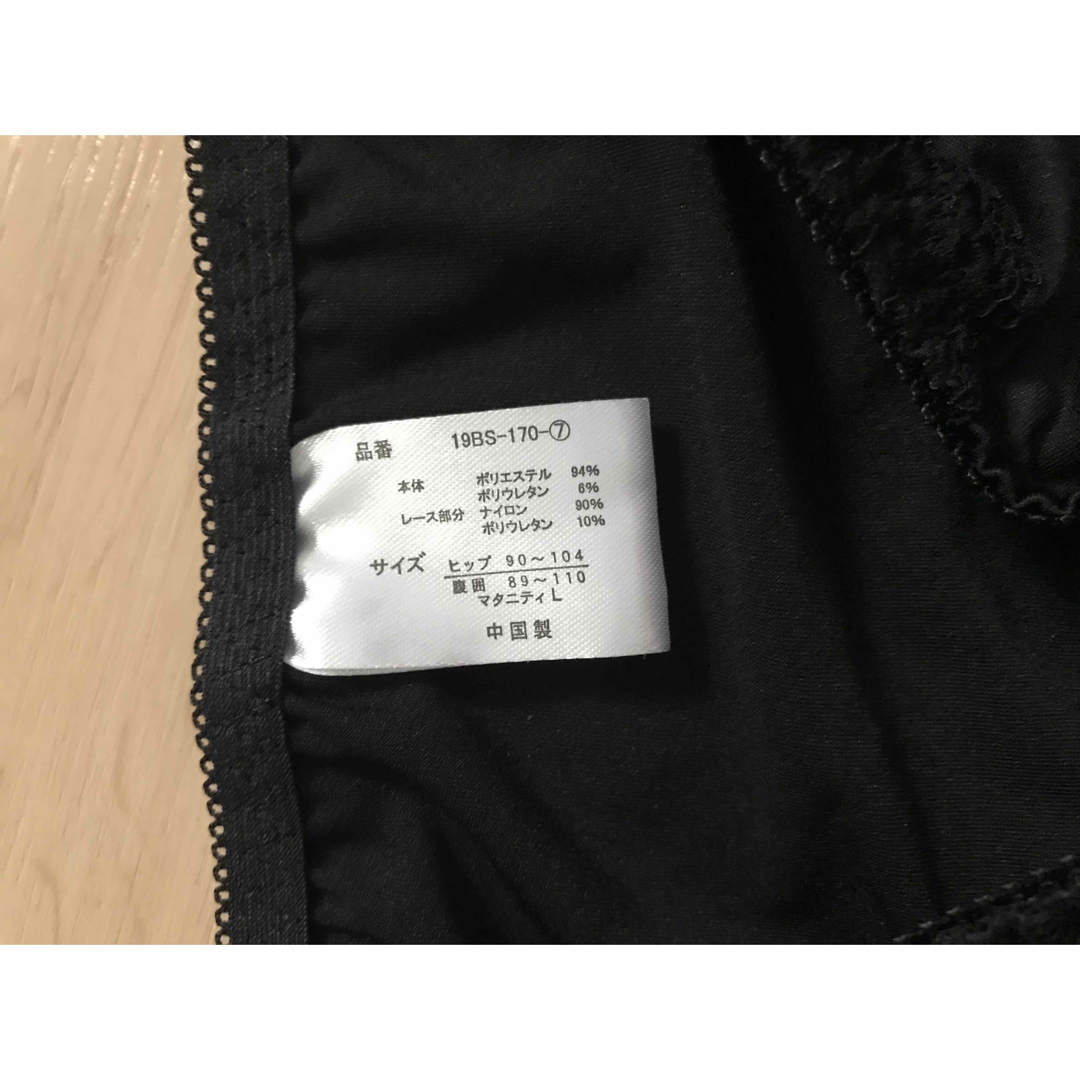 品番 19BS-170-⑦
本体 ポリエステル 94%
ポリウレタン 6%
レース部分 ナイロン 90%
ポリウレタン 10%
サイズ ヒップ 90～104
腹囲 89～110
マタニティL
中国製